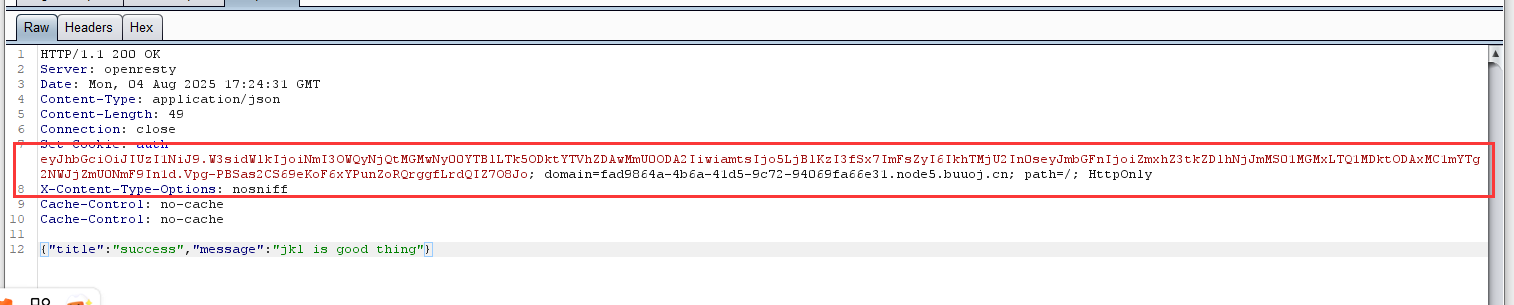 Raw
Headers
Hex
1 HTTP/1.1 200 OK
2 Server: openresty
3 Date: Mon, 04 Aug 2025 17:24:31 GMT
4 Content-Type: application/json
5 Content-Length: 49
6 Connection: close
7 Set-Cookie: auth=
eyJhbGciOiJIUzI1NiJ9.W3sidWlkIjoiNmI3OWQyNjQtMGMwNy00YTBlLTk5ODktYTVhZDAwMmU0ODA2IiwiamtsIjo5LjBlKzI3fSx7ImFsZyI6IkhTMjU2In0seyJmbGFnIjoiZmxhZ3tkZDlhNjJmMS01MGMxLTQ1MDktODAxMC1mYTg
2NWJjZmU0NmF9In1d.Vpg-PBSas2CS69eKoF6xYPunZoRQrggfLrdQIZ7O8Jo; domain=fad9864a-4b6a-41d5-9c72-94069fa66e31.node5.buuoj.cn; path=/; HttpOnly
8 X-Content-Type-Options: nosniff
9 Cache-Control: no-cache
10 Cache-Control: no-cache
11
12 {"title":"success","message":"jkl is good thing"}